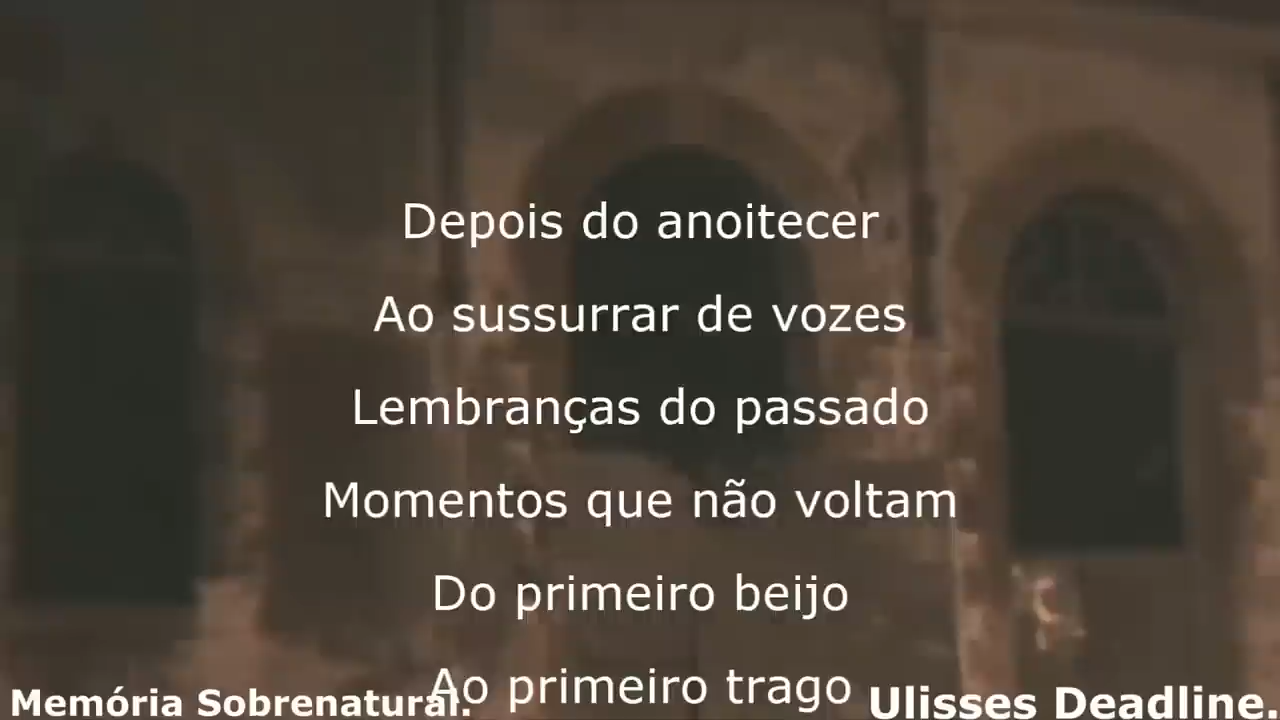 Depois do anoitecer
Ao sussurrar de vozes
Lembranças do passado
Momentos que não voltam
Do primeiro beijo
Ao primeiro trago
Memória Sobrenatural.
Ulisses Deadline.